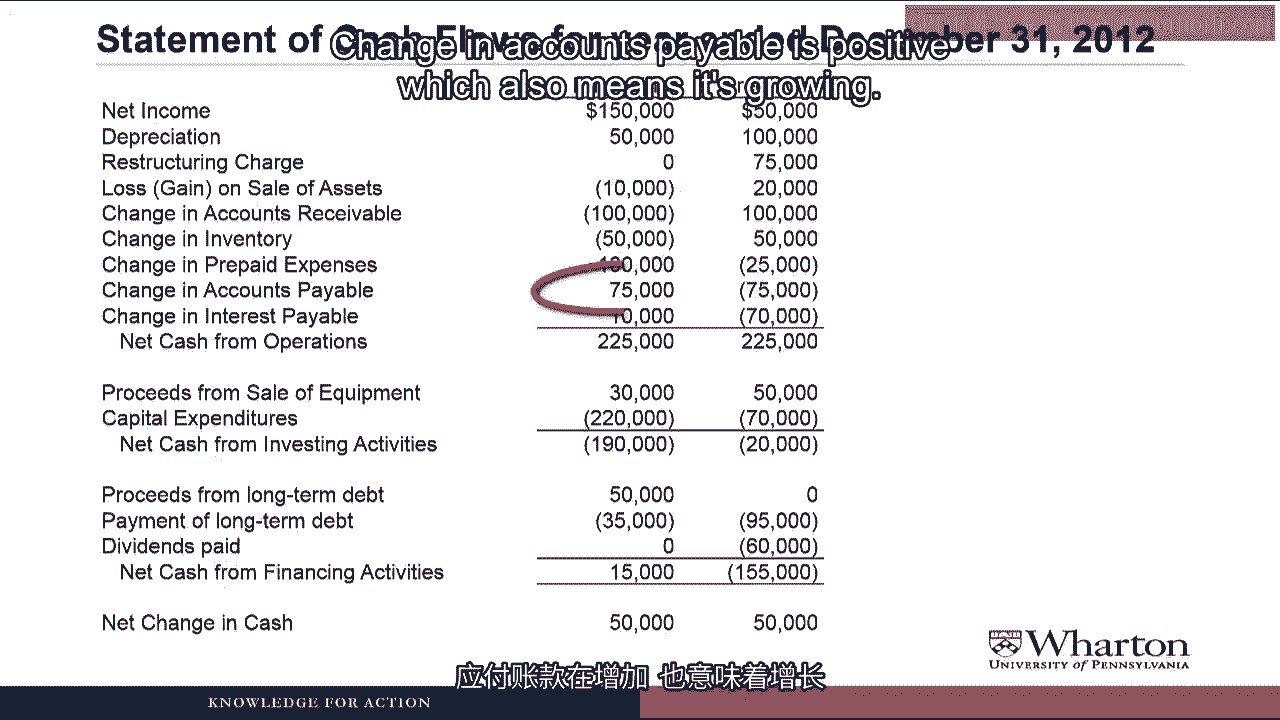 Statement of Cash Flows for year ended December 31, 2012
Change in accounts payable is positive
which also means it's growing.
Net Income $150,000 $50,000
Depreciation 50,000 100,000
Restructuring Charge 0 75,000
Loss (Gain) on Sale of Assets (10,000) 20,000
Change in Accounts Receivable (100,000) 100,000
Change in Inventory (50,000) 50,000
Change in Prepaid Expenses 100,000 (25,000)
Change in Accounts Payable 75,000 (75,000)
Change in Interest Payable 10,000 (70,000)
Net Cash from Operations 225,000 225,000
Proceeds from Sale of Equipment 30,000 50,000
Capital Expenditures (220,000) (70,000)
Net Cash from Investing Activities (190,000) (20,000)
Proceeds from long-term debt 50,000 0
Payment of long-term debt (35,000) (95,000)
Dividends paid 0 (60,000)
Net Cash from Financing Activities 15,000 (155,000)
Net Change in Cash 50,000 50,000
Wharton
UNIVERSITY of PENNSYLVANIA
应付账款在增加 也意味着增长
KNOWLEDGE FOR ACTION